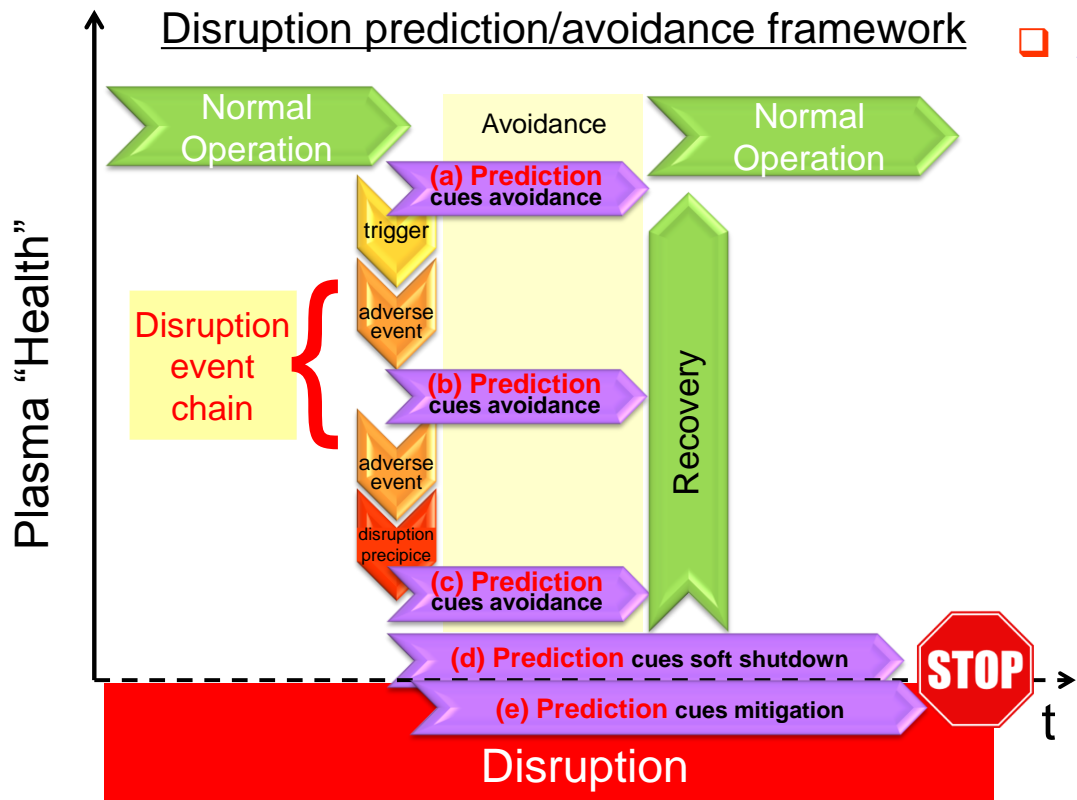 Disruption prediction/avoidance framework
Normal
Operation
Avoidance
Normal
Operation
(a) Prediction
cues avoidance
trigger
adverse
event
Disruption
event
chain
(b) Prediction
cues avoidance
adverse
event
disruption
precipice
(c) Prediction
cues avoidance
Recovery
Plasma “Health”
(d) Prediction cues soft shutdown
STOP
(e) Prediction cues mitigation
t
Disruption